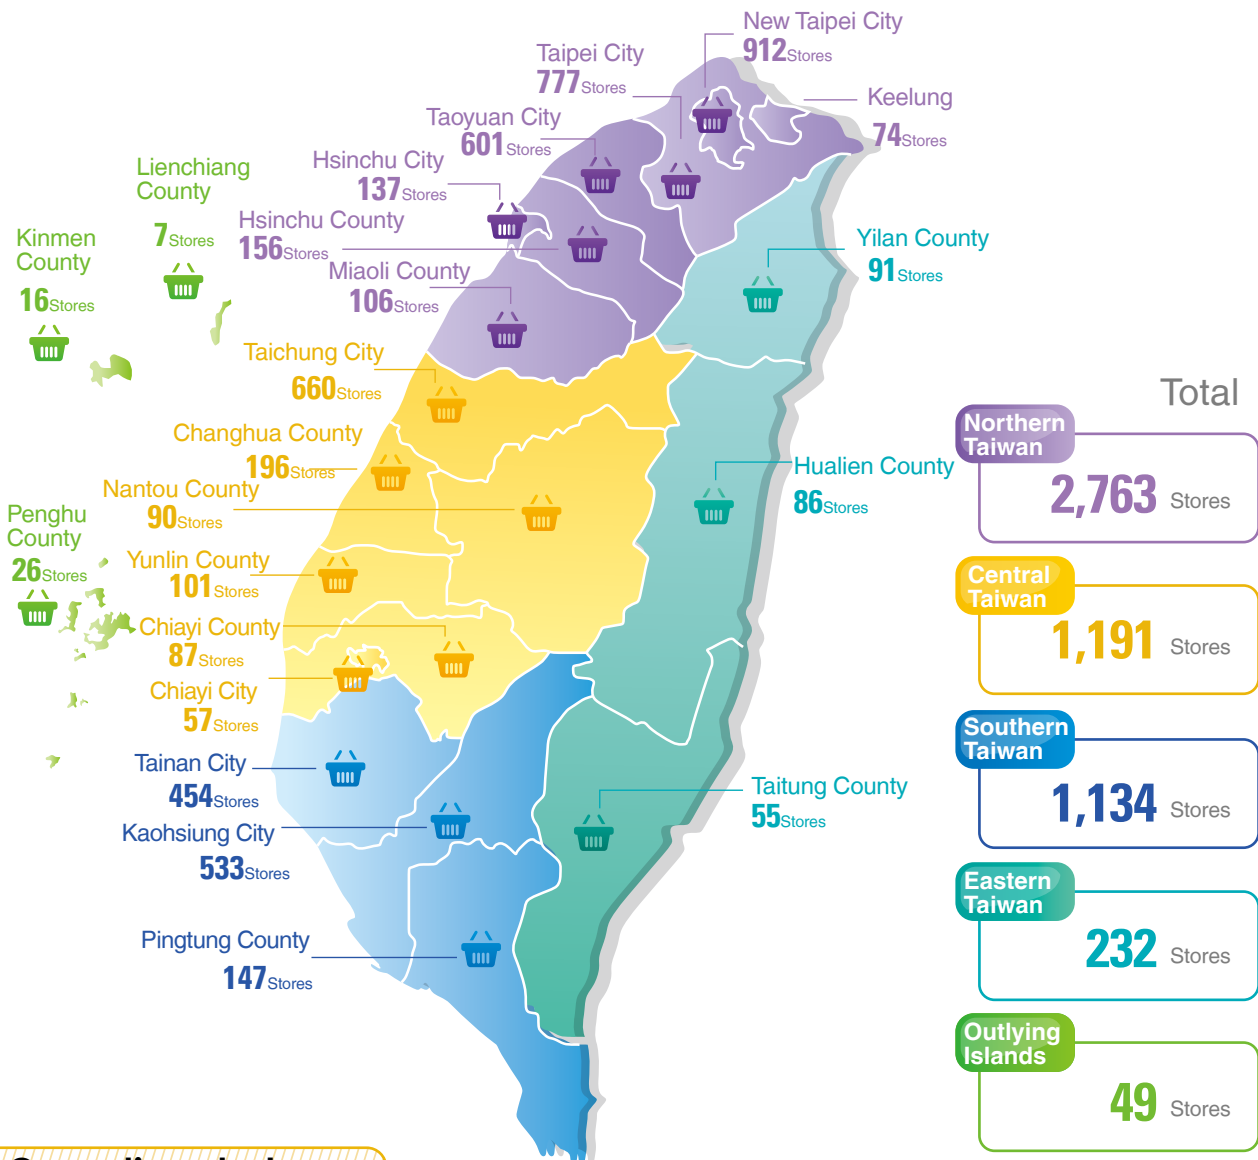 New Taipei City
912Stores
Taipei City
777Stores
Keelung
74Stores
Taoyuan City
601Stores
Hsinchu City
137Stores
Lienchiang
County
7Stores
Hsinchu County
156Stores
Kinmen
County
16Stores
Miaoli County
106Stores
Yilan County
91Stores
Taichung City
660Stores
Changhua County
196Stores
Nantou County
90Stores
Hualien County
86Stores
Penghu
County
26Stores
Yunlin County
101Stores
Chiayi County
87Stores
Chiayi City
57Stores
Tainan City
454Stores
Taitung County
55Stores
Kaohsiung City
533Stores
Pingtung County
147Stores
Total
Northern
Taiwan
2,763 Stores
Central
Taiwan
1,191 Stores
Southern
Taiwan
1,134 Stores
Eastern
Taiwan
232 Stores
Outlying
Islands
49 Stores